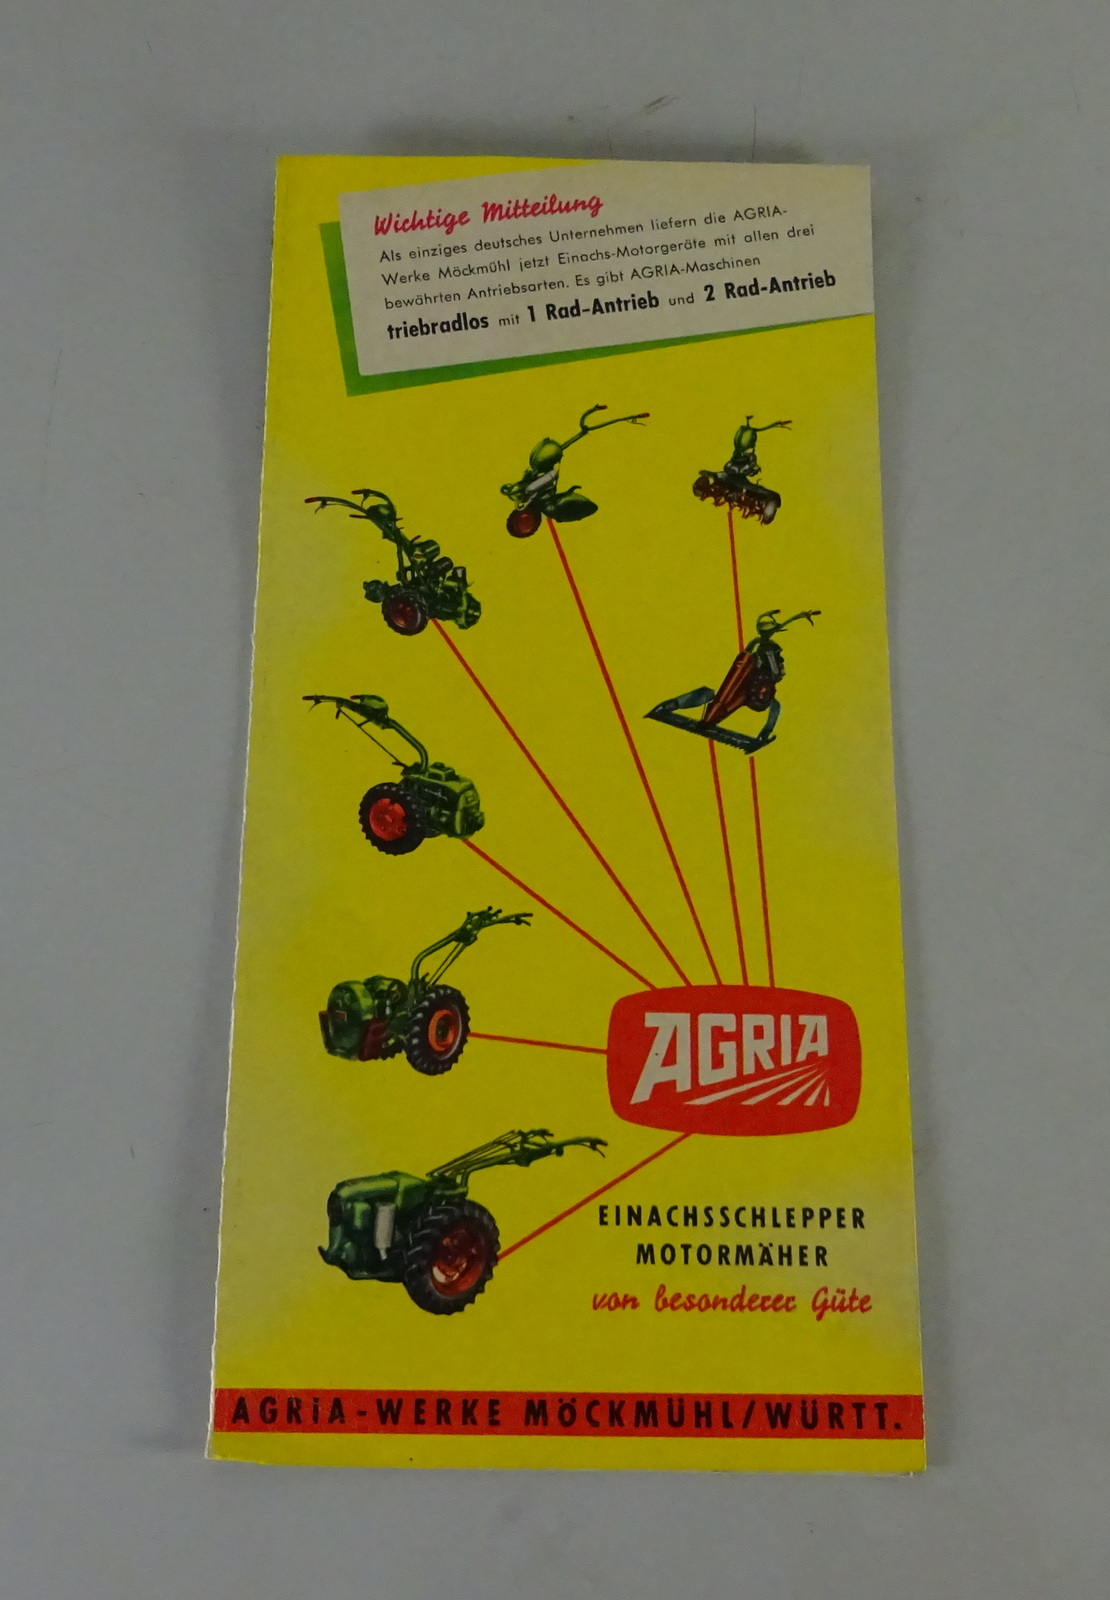 Wichtige Mitteilung
Als einziges deutsches Unternehmen liefern die AGRIA-
Werke Möckmühl jetzt Einachs-Motorgeräte mit allen drei
bewährten Antriebsarten. Es gibt AGRIA-Maschinen
triebradlos mit 1 Rad-Antrieb und 2 Rad-Antrieb
AGRIA
EINACHSSCHLEPPER
MOTORMÄHER
von besonderer Güte
AGRIA-WERKE MÖCKMÜHL/WÜRTT.